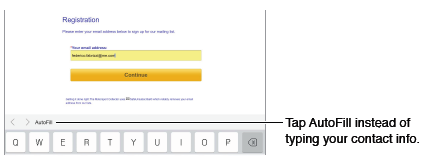 Registration
Please enter your email address below to sign up for our mailing list.
*Your email address:
Continue
AutoFill
Tap AutoFill instead of
typing your contact info.
Q W E R T Y U I O P